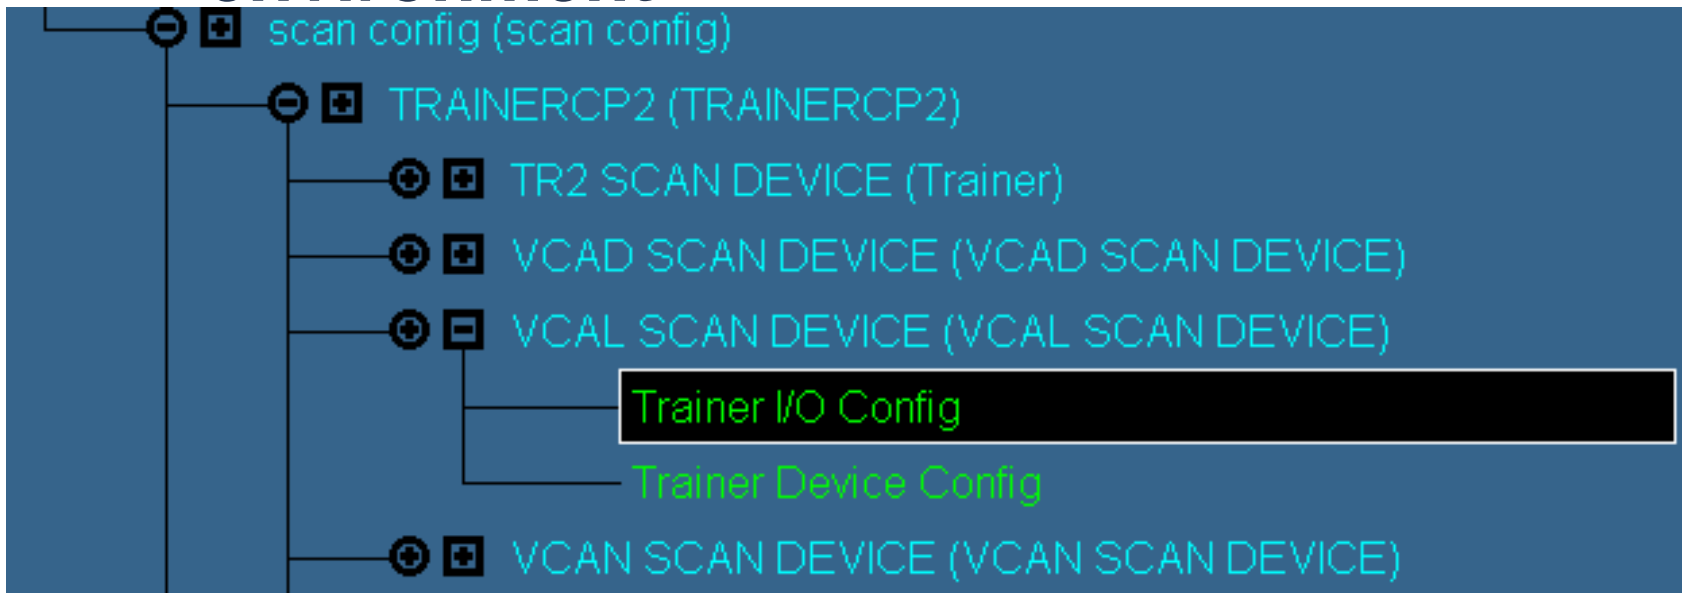 scan config (scan config)
TRAINERCP2 (TRAINERCP2)
TR2 SCAN DEVICE (Trainer)
VCAD SCAN DEVICE (VCAD SCAN DEVICE)
VCAL SCAN DEVICE (VCAL SCAN DEVICE)
Trainer I/O Config
Trainer Device Config
VCAN SCAN DEVICE (VCAN SCAN DEVICE)